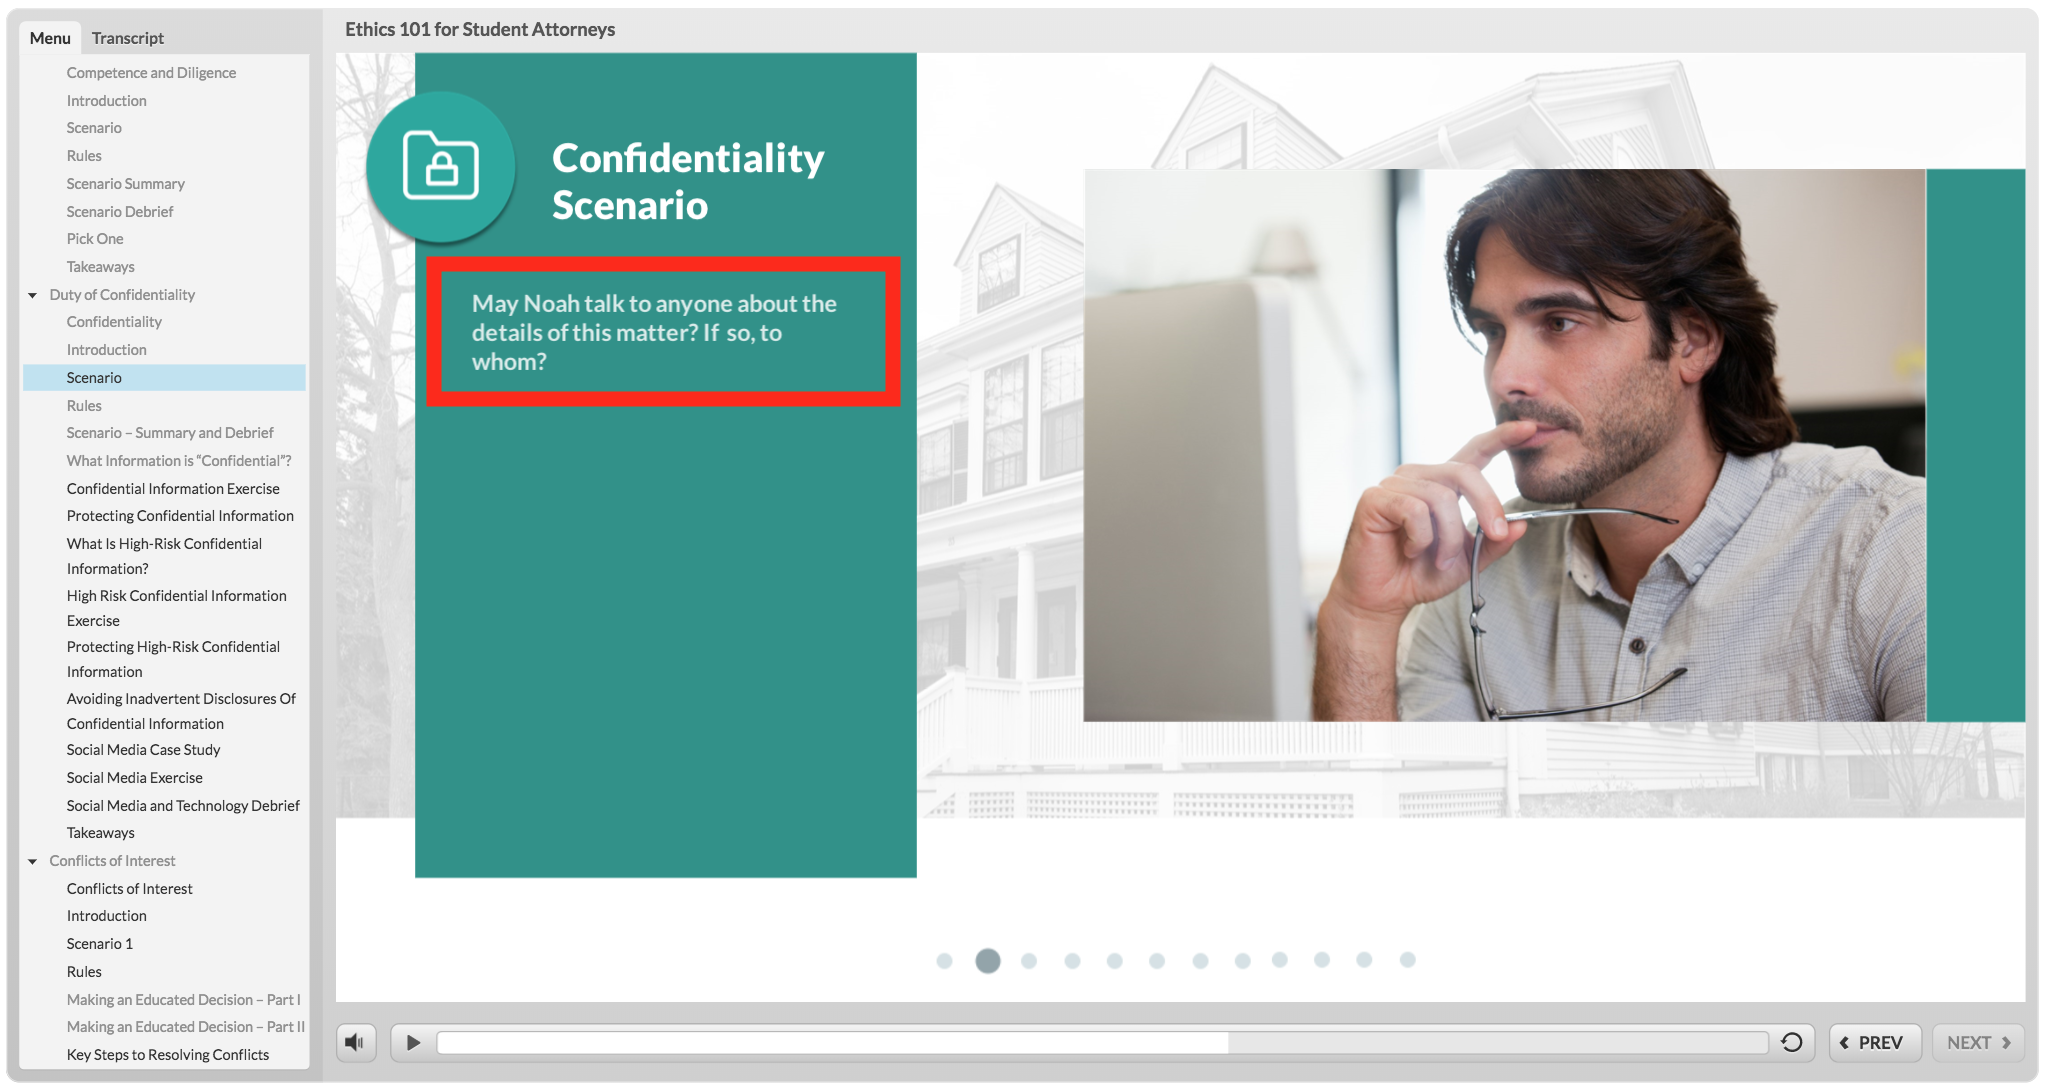 Menu
Transcript
Competence and Diligence
Introduction
Scenario
Rules
Scenario Summary
Scenario Debrief
Pick One
Takeaways
Duty of Confidentiality
Confidentiality
Introduction
Scenario
Rules
Scenario – Summary and Debrief
What Information is “Confidential”?
Confidential Information Exercise
Protecting Confidential Information
What Is High-Risk Confidential
Information?
High Risk Confidential Information
Exercise
Protecting High-Risk Confidential
Information
Avoiding Inadvertent Disclosures Of
Confidential Information
Social Media Case Study
Social Media Exercise
Social Media and Technology Debrief
Takeaways
Conflicts of Interest
Conflicts of Interest
Introduction
Scenario 1
Rules
Making an Educated Decision – Part I
Making an Educated Decision – Part II
Key Steps to Resolving Conflicts
Ethics 101 for Student Attorneys
Confidentiality
Scenario
May Noah talk to anyone about the
details of this matter? If so, to
whom?
PREV
NEXT